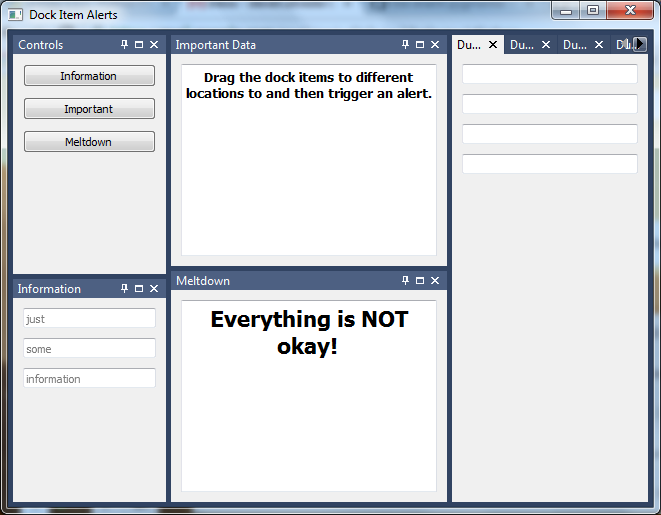 Dock Item Alerts
Controls
Information
Important
Meltdown
Information
just
some
information
Important Data
Drag the dock items to different
locations to and then trigger an alert.
Meltdown
Everything is NOT
okay!
Du... Du... Du... Du...